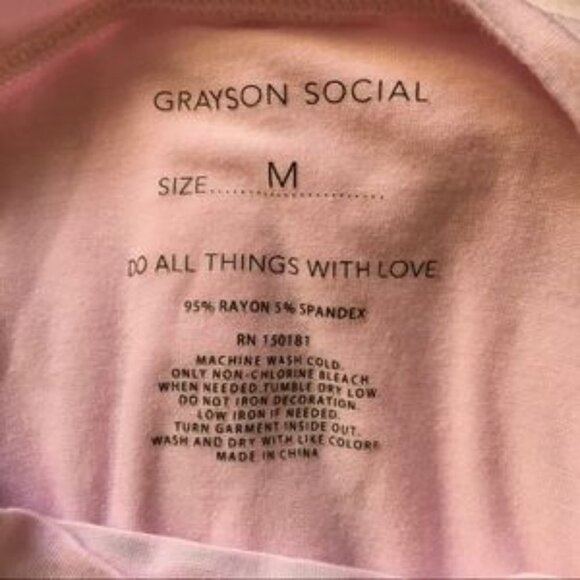 GRAYSON SOCIAL
SIZE.......M.......
DO ALL THINGS WITH LOVE
95% RAYON 5% SPANDEX
RN 150181
MACHINE WASH COLD.
ONLY NON-CHLORINE BLEACH
WHEN NEEDED.TUMBLE DRY LOW
DO NOT IRON DECORATION.
LOW IRON IF NEEDED.
TURN GARMENT INSIDE OUT.
WASH AND DRY WITH LIKE COLORS
MADE IN CHINA